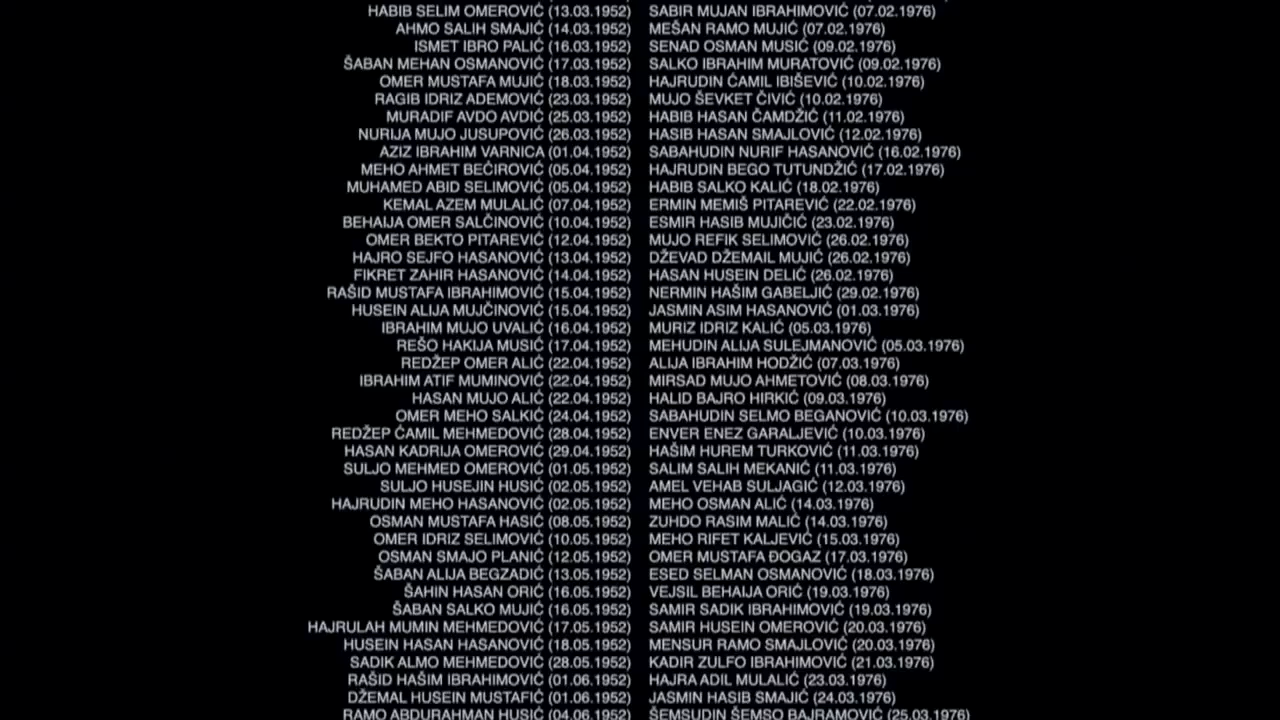 HABIB SELIM OMEROVIĆ (13.03.1952) SABIR MUJAN IBRAHIMOVIĆ (07.02.1976)
AHMO SALIH SMAJIĆ (14.03.1952) MEŠAN RAMO MUJIĆ (07.02.1976)
ISMET IBRO PALIĆ (16.03.1952) SENAD OSMAN MUSIĆ (09.02.1976)
ŠABAN MEHAN OSMANOVIĆ (17.03.1952) SALKO IBRAHIM MURATOVIĆ (09.02.1976)
OMER MUSTAFA MUJIĆ (18.03.1952) HAJRUDIN ĆAMIL IBIŠEVIĆ (10.02.1976)
RAGIB IDRIZ ADEMOVIĆ (23.03.1952) MUJO ŠEVKET ČIVIĆ (10.02.1976)
MURADIF AVDO AVDIĆ (25.03.1952) HABIB HASAN ČAMDŽIĆ (11.02.1976)
NURIJA MUJO JUSUPOVIĆ (26.03.1952) HASIB HASAN SMAJLOVIĆ (12.02.1976)
AZIZ IBRAHIM VARNICA (01.04.1952) SABAHUDIN NURIF HASANOVIĆ (16.02.1976)
MEHO AHMET BEĆIROVIĆ (05.04.1952) HAJRUDIN BEGO TUTUNDŽIĆ (17.02.1976)
MUHAMED ABID SELIMOVIĆ (05.04.1952) HABIB SALKO KALIĆ (18.02.1976)
KEMAL AZEM MULALIĆ (07.04.1952) ERMIN MEMIŠ PITAREVIĆ (22.02.1976)
BEHAIJA OMER SALČINOVIĆ (10.04.1952) ESMIR HASIB MUJIČIĆ (23.02.1976)
OMER BEKTO PITAREVIĆ (12.04.1952) MUJO REFIK SELIMOVIĆ (26.02.1976)
HAJRO SEJFO HASANOVIĆ (13.04.1952) DŽEVAD DŽEMAIL MUJIĆ (26.02.1976)
FIKRET ZAHIR HASANOVIĆ (14.04.1952) HASAN HUSEIN DELIĆ (26.02.1976)
RAŠID MUSTAFA IBRAHIMOVIĆ (15.04.1952) NERMIN HAŠIM GABELJIĆ (29.02.1976)
HUSEIN ALIJA MUJČINOVIĆ (15.04.1952) JASMIN ASIM HASANOVIĆ (01.03.1976)
IBRAHIM MUJO UVALIĆ (16.04.1952) MURIZ IDRIZ KALIĆ (05.03.1976)
REŠO HAKIJA MUSIĆ (17.04.1952) MEHUDIN ALIJA SULEJMANOVIĆ (05.03.1976)
REDŽEP OMER ALIĆ (22.04.1952) ALIJA IBRAHIM HODŽIĆ (07.03.1976)
IBRAHIM ATIF MUMINOVIĆ (22.04.1952) MIRSAD MUJO AHMETOVIĆ (08.03.1976)
HASAN MUJO ALIĆ (22.04.1952) HALID BAJRO HIRKIĆ (09.03.1976)
OMER MEHO SALKIĆ (24.04.1952) SABAHUDIN SELMO BEGANOVIĆ (10.03.1976)
REDŽEP ĆAMIL MEHMEDOVIĆ (28.04.1952) ENVER ENEZ GARALJEVIĆ (10.03.1976)
HASAN KADRIJA OMEROVIĆ (29.04.1952) HAŠIM HUREM TURKOVIĆ (11.03.1976)
SULJO MEHMED OMEROVIĆ (01.05.1952) SALIM SALIH MEKANIĆ (11.03.1976)
SULJO HUSEJIN HUSIĆ (02.05.1952) AMEL VEHAB SULJAGIĆ (12.03.1976)
HAJRUDIN MEHO HASANOVIĆ (02.05.1952) MEHO OSMAN ALIĆ (14.03.1976)
OSMAN MUSTAFA HASIĆ (08.05.1952) ZUHDO RASIM MALIĆ (14.03.1976)
OMER IDRIZ SELIMOVIĆ (10.05.1952) MEHO RIFET KALJEVIĆ (15.03.1976)
OSMAN SMAJO PLANIĆ (12.05.1952) OMER MUSTAFA ĐOGAZ (17.03.1976)
ŠABAN ALIJA BEGZADIĆ (13.05.1952) ESED SELMAN OSMANOVIĆ (18.03.1976)
ŠAHIN HASAN ORIĆ (16.05.1952) VEJSIL BEHAIJA ORIĆ (19.03.1976)
ŠABAN SALKO MUJIĆ (16.05.1952) SAMIR SADIK IBRAHIMOVIĆ (19.03.1976)
HAJRULAH MUMIN MEHMEDOVIĆ (17.05.1952) SAMIR HUSEIN OMEROVIĆ (20.03.1976)
HUSEIN HASAN HASANOVIĆ (18.05.1952) MENSUR RAMO SMAJLOVIĆ (20.03.1976)
SADIK ALMO MEHMEDOVIĆ (28.05.1952) KADIR ZULFO IBRAHIMOVIĆ (21.03.1976)
RAŠID HAŠIM IBRAHIMOVIĆ (01.06.1952) HAJRA ADIL MULALIĆ (23.03.1976)
DŽEMAL HUSEIN MUSTAFIĆ (01.06.1952) JASMIN HASIB SMAJIĆ (24.03.1976)
RAMO ABDURAHMAN HUSIĆ (04.06.1952) ŠEMSUDIN ŠEMSO BAJRAMOVIĆ (25.03.1976)